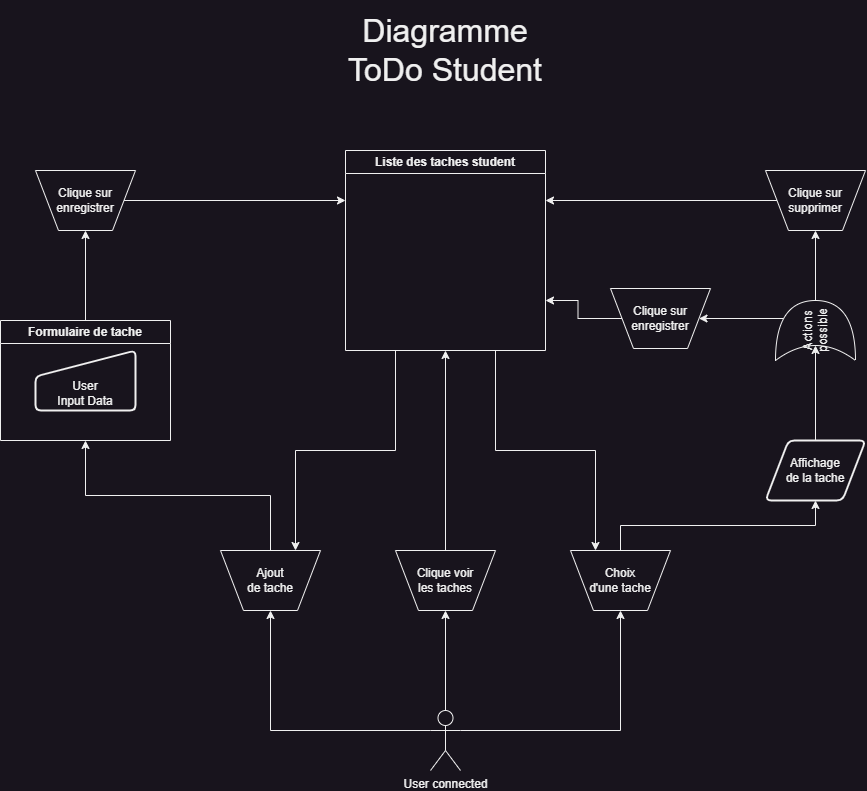 Diagramme
ToDo Student
Liste des taches student
Clique sur
enregistrer
Clique sur
supprimer
Clique sur
enregistrer
Actions
possible
Formulaire de tache
User
Input Data
Affichage
de la tache
Ajout
de tache
Clique voir
les taches
Choix
d'une tache
User connected